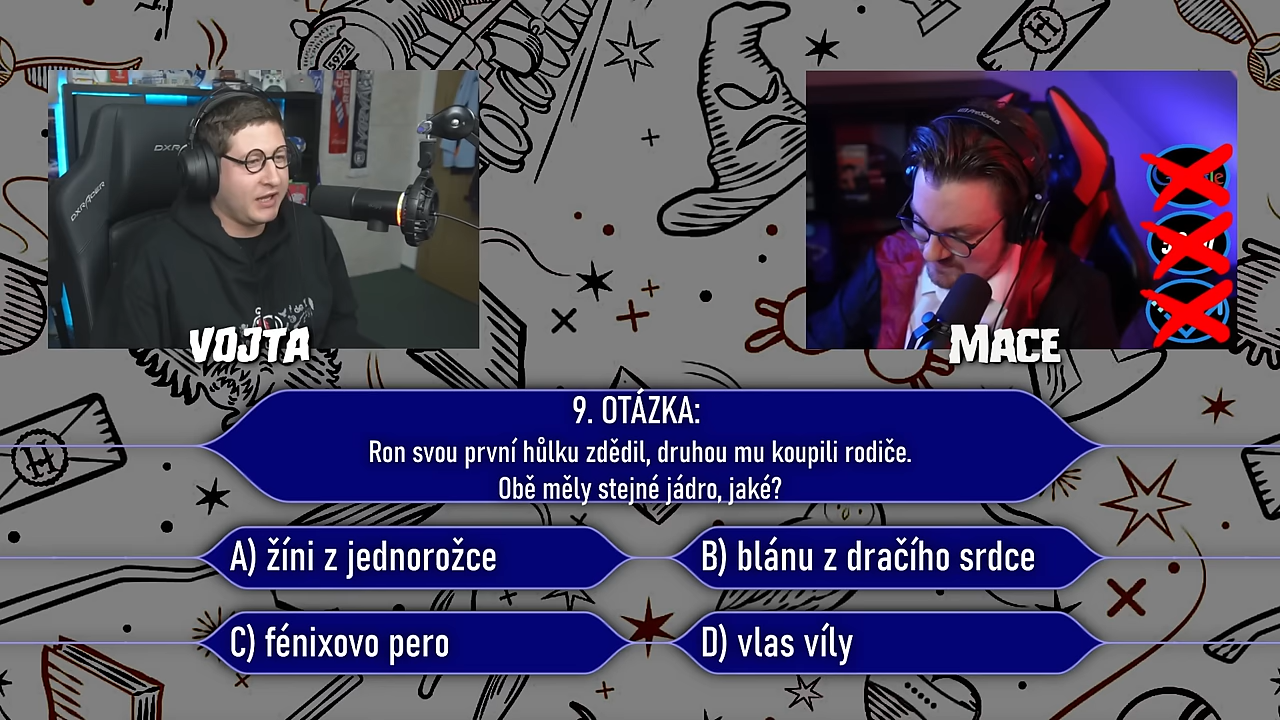 DXRACER
VOJTA
MACE
9. OTÁZKA:
Ron svou první hůlku zdědil, druhou mu koupili rodiče.
Obě měly stejné jádro, jaké?
A) žíni z jednorožce
B) blánu z dračího srdce
C) fénixovo pero
D) vlas víly